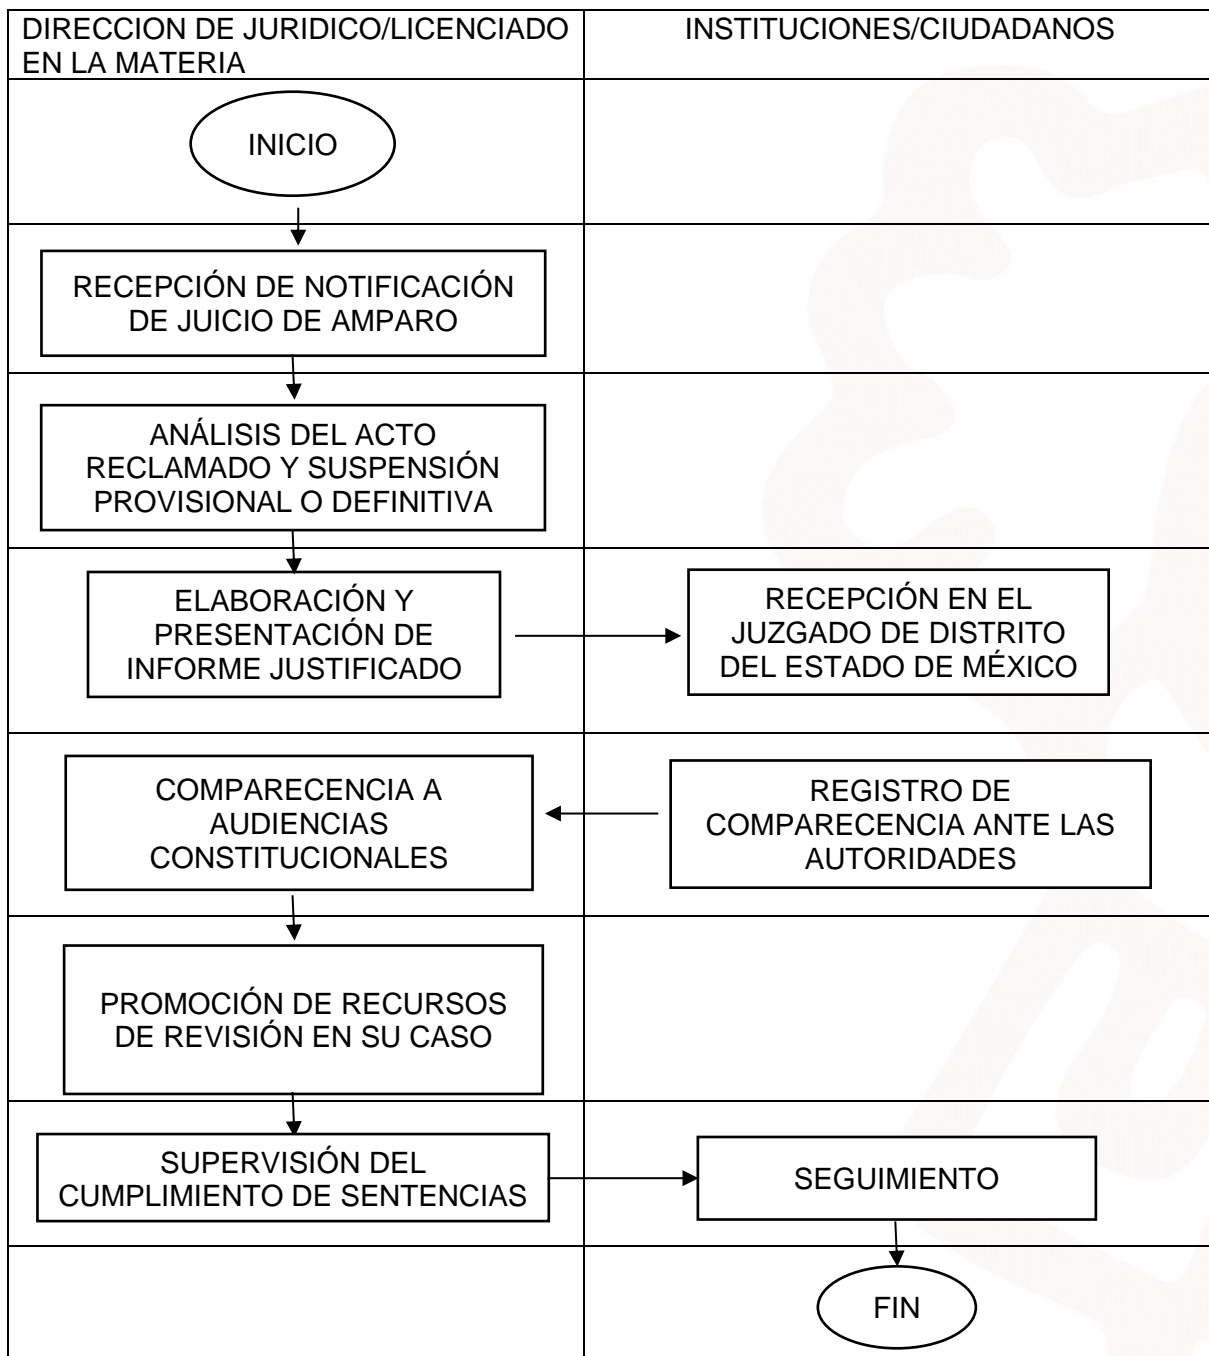 DIRECCION DE JURIDICO/LICENCIADO
EN LA MATERIA
INSTITUCIONES/CIUDADANOS
INICIO
RECEPCIÓN DE NOTIFICACIÓN
DE JUICIO DE AMPARO
ANÁLISIS DEL ACTO
RECLAMADO Y SUSPENSIÓN
PROVISIONAL O DEFINITIVA
ELABORACIÓN Y
PRESENTACIÓN DE
INFORME JUSTIFICADO
RECEPCIÓN EN EL
JUZGADO DE DISTRITO
DEL ESTADO DE MÉXICO
COMPARECENCIA A
AUDIENCIAS
CONSTITUCIONALES
REGISTRO DE
COMPARECENCIA ANTE LAS
AUTORIDADES
PROMOCIÓN DE RECURSOS
DE REVISIÓN EN SU CASO
SUPERVISIÓN DEL
CUMPLIMIENTO DE SENTENCIAS
SEGUIMIENTO
FIN